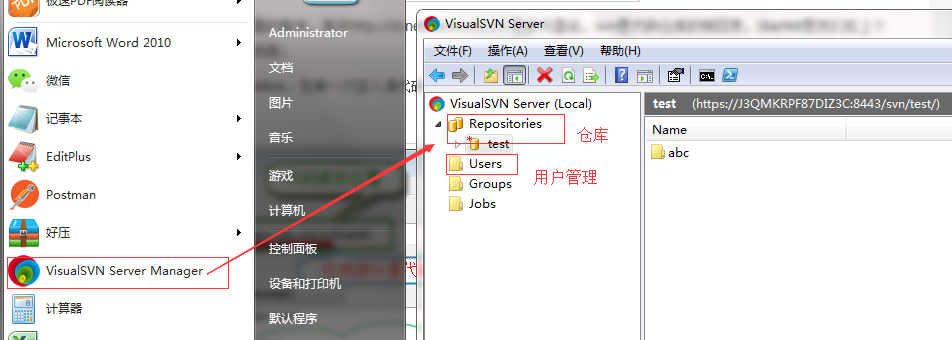 极速PDF阅读器
Microsoft Word 2010
微信
记事本
EditPlus
Postman
好压
VisualSVN Server Manager
计算器
Administrator
文档
图片
音乐
游戏
计算机
控制面板
设备和打印机
默认程序
VisualSVN Server
文件(F) 操作(A) 查看(V) 帮助(H)
VisualSVN Server (Local)
Repositories
仓库
test
Users
用户管理
Groups
Jobs
test (https://J3QMKRPF87DIZ3C:8443/svn/test/)
Name
abc